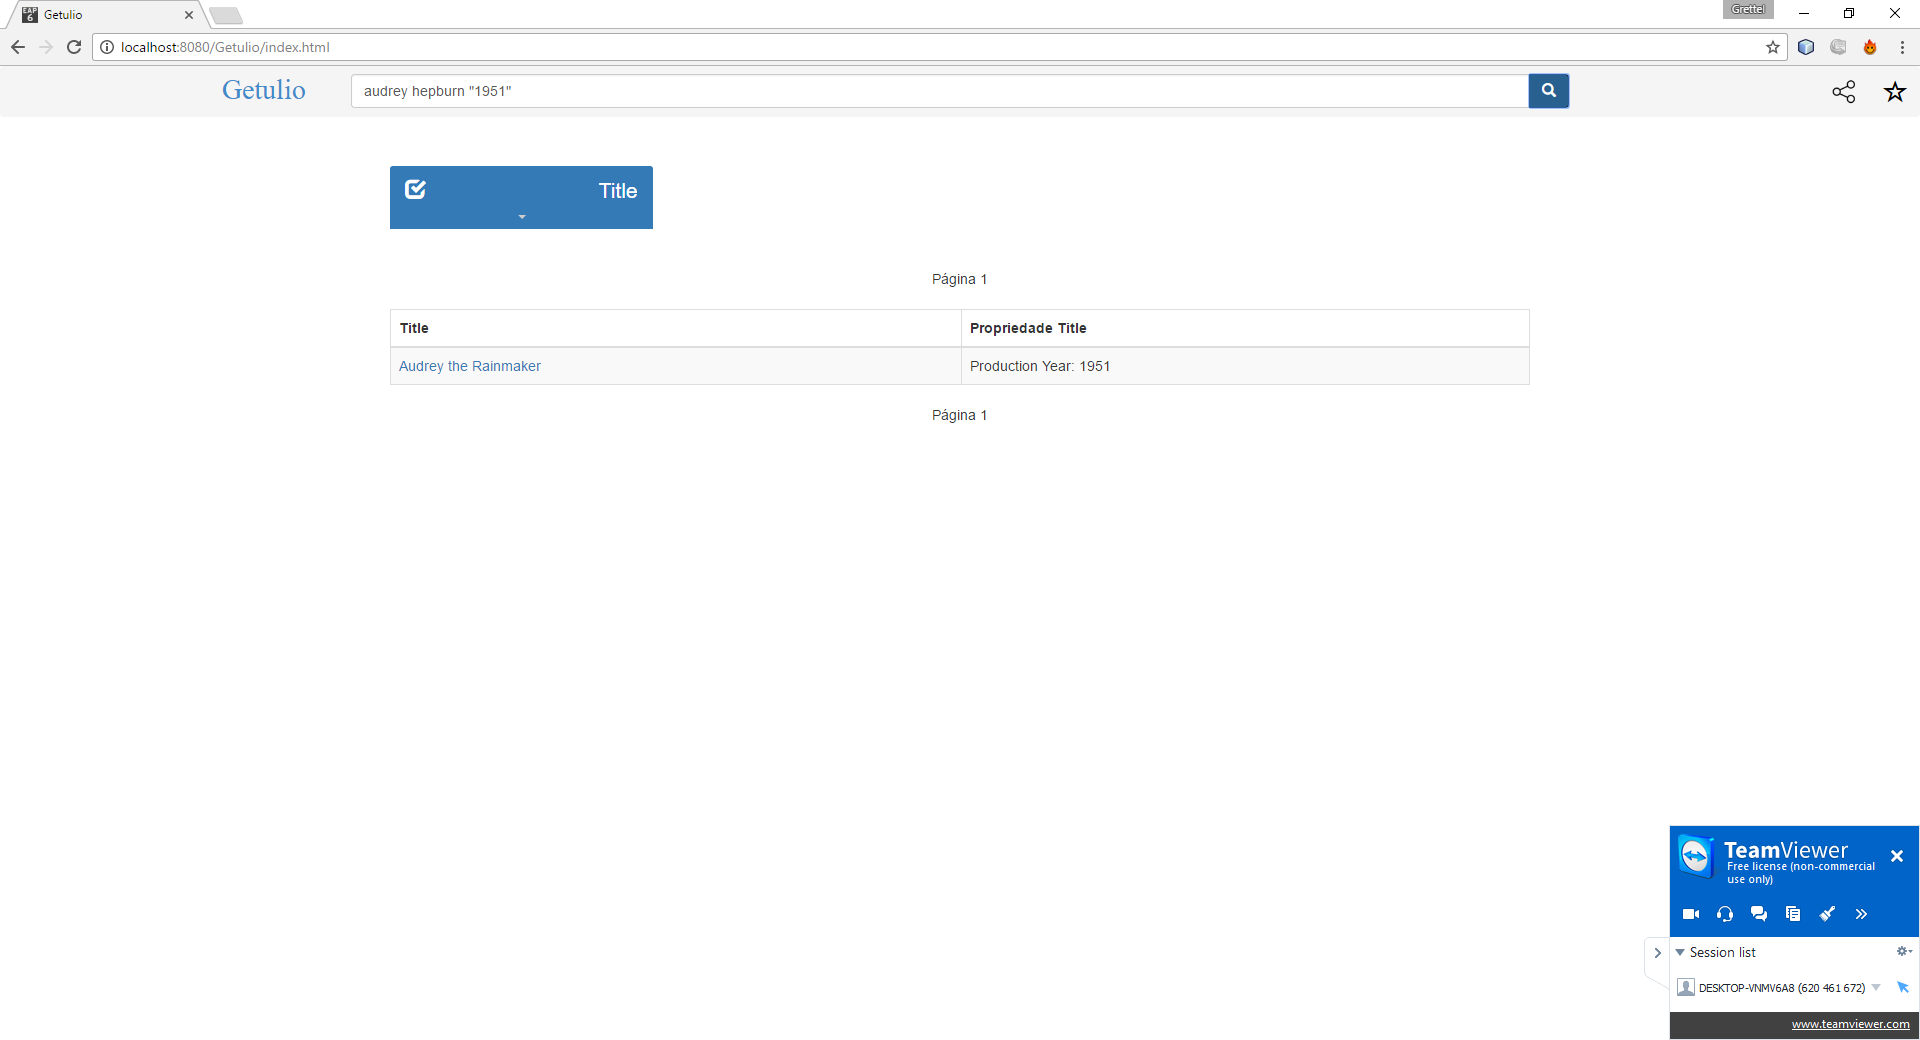 Getulio
Grettel
localhost:8080/Getulio/index.html
Getulio
audrey hepburn "1951"
Title
Página 1
Title Propriedade Title
Audrey the Rainmaker Production Year: 1951
Página 1
TeamViewer
Free license (non-commercial
use only)
Session list
DESKTOP-VNMV6A8 (620 461 672)
www.teamviewer.com